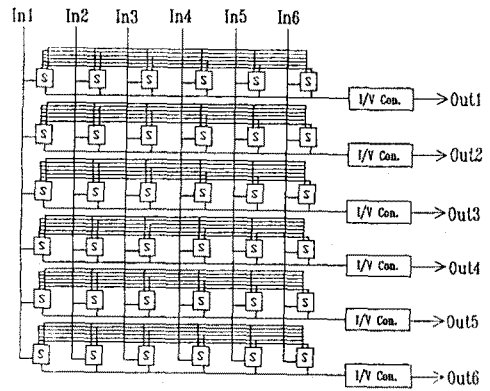 In1 In2 In3 In4 In5 In6
S S S S S S
I/V Con. Out1
S S S S S S
I/V Con. Out2
S S S S S S
I/V Con. Out3
S S S S S S
I/V Con. Out4
S S S S S S
I/V Con. Out5
S S S S S S
I/V Con. Out6